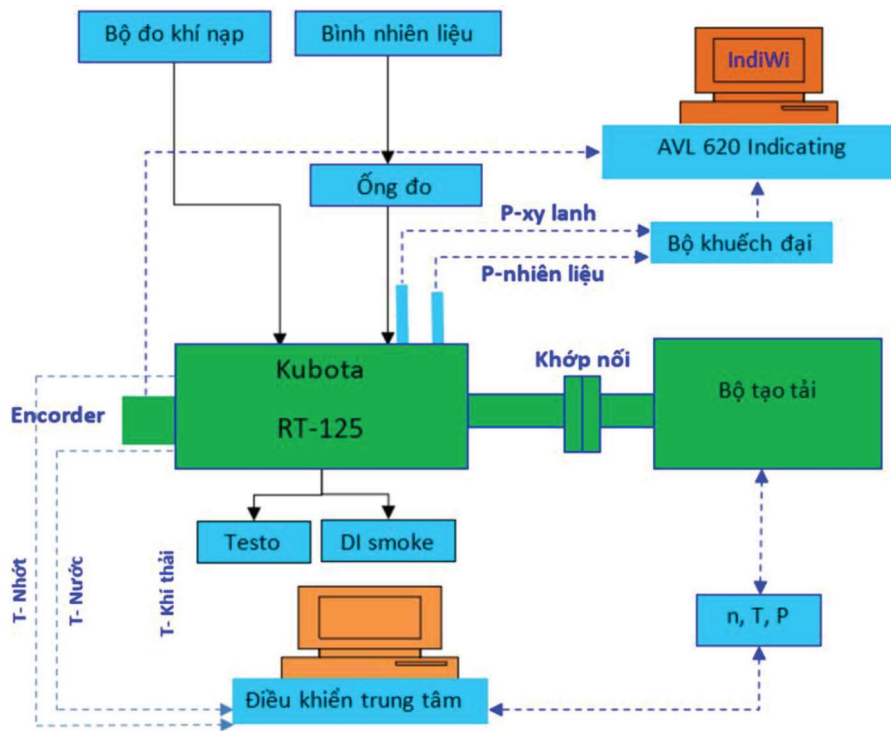 Bộ đo khí nạp
Bình nhiên liệu
IndiWi
AVL 620 Indicating
Ống đo
P-xy lanh
Bộ khuếch đại
P-nhiên liệu
Kubota
RT-125
Khớp nối
Bộ tạo tải
Encorder
Testo
DI smoke
T- Nhớt
T- Nước
T- Khí thải
n, T, P
Điều khiển trung tâm